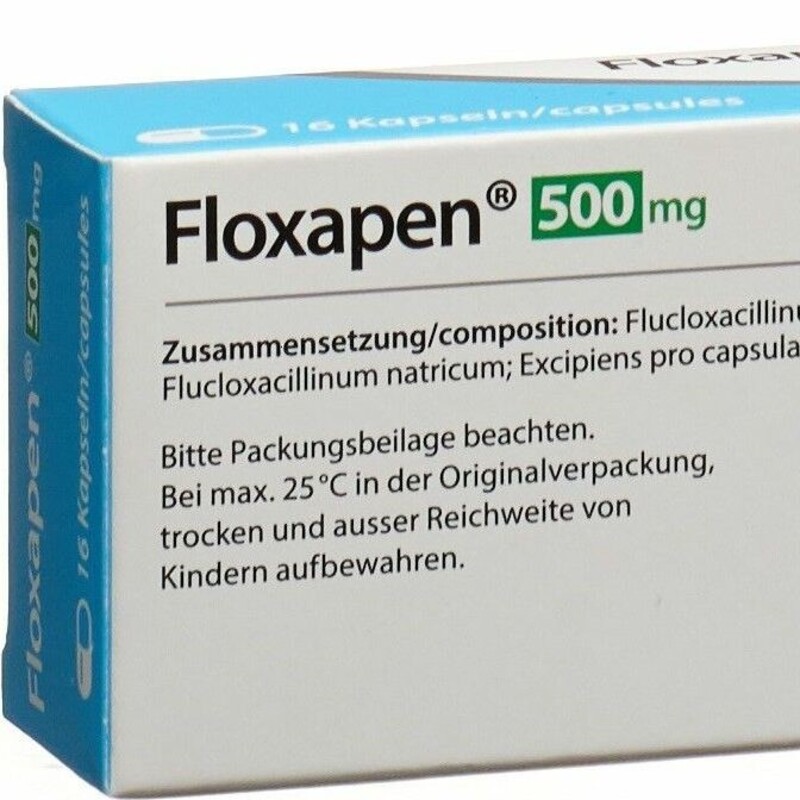 16 Kapseln/capsules
Floxapen® 500 mg
Zusammensetzung/composition:
Flucloxacillinum natricum; Excipiens pro capsula
Bitte Packungsbeilage beachten.
Bei max. 25°C in der Originalverpackung,
trocken und ausser Reichweite von
Kindern aufbewahren.
Floxapen® 500 mg
16 Kapseln/capsules